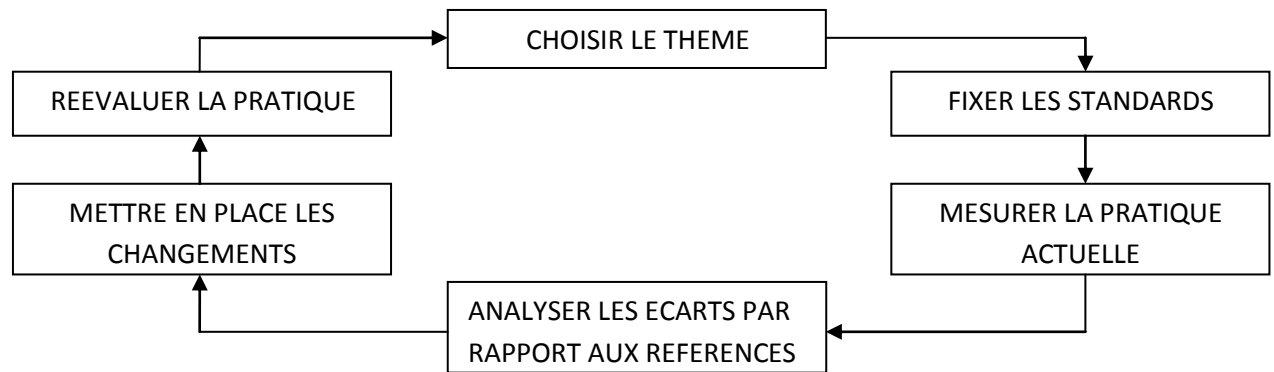 CHOISIR LE THEME
FIXER LES STANDARDS
MESURER LA PRATIQUE
ACTUELLE
ANALYSER LES ECARTS PAR
RAPPORT AUX REFERENCES
METTRE EN PLACE LES
CHANGEMENTS
REEVALUER LA PRATIQUE